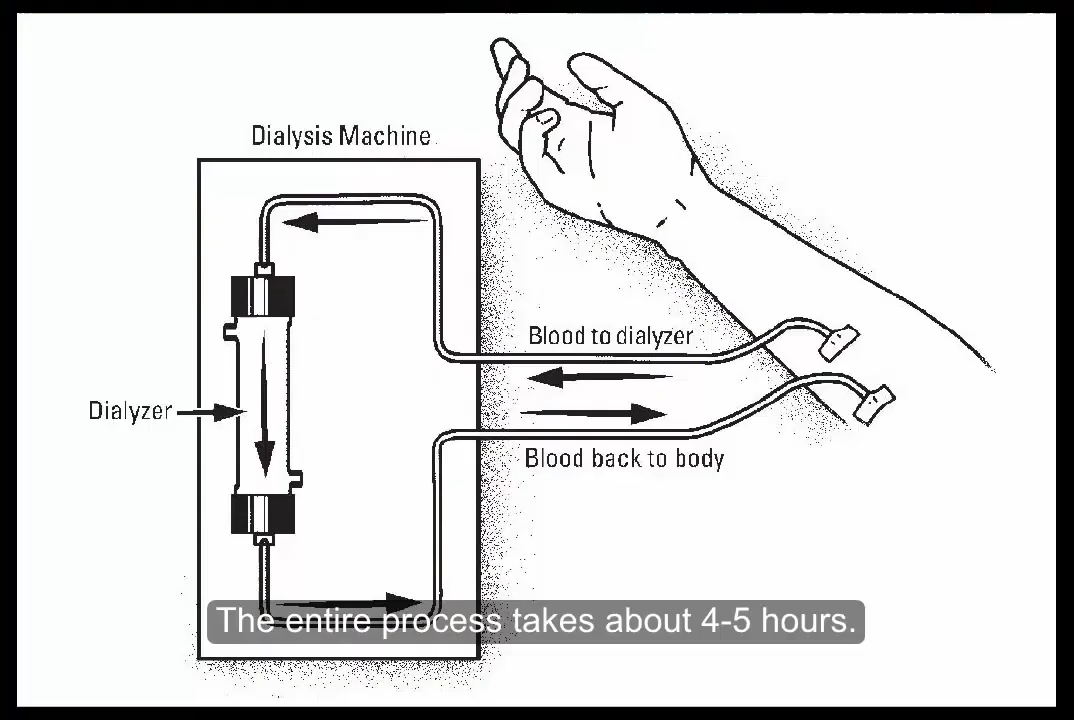 Dialysis Machine
Blood to dialyzer
Dialyzer
Blood back to body
The entire process takes about 4-5 hours.